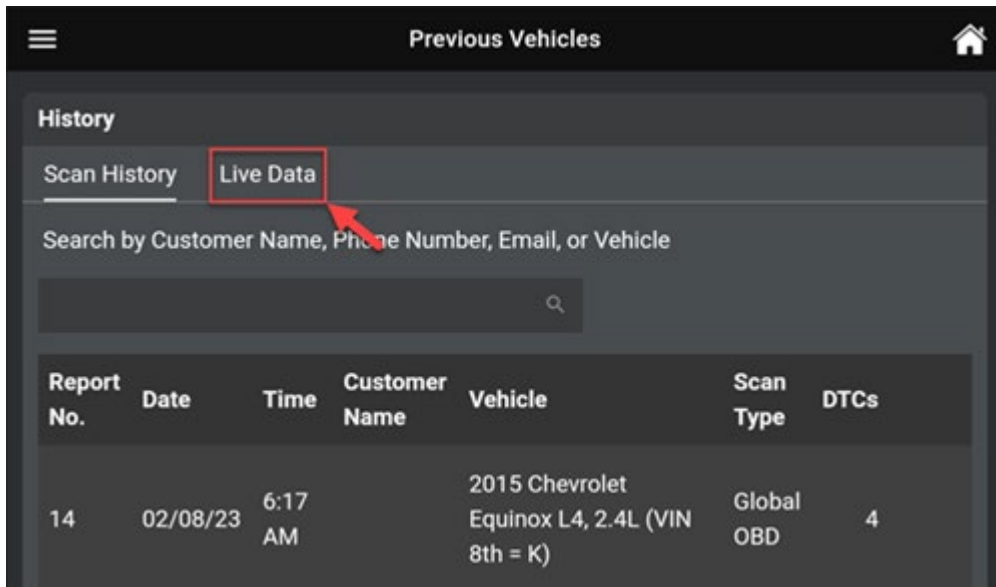 Previous Vehicles
History
Scan History Live Data
Search by Customer Name, Phone Number, Email, or Vehicle
Report No. Date Time Customer Name Vehicle Scan Type DTCs
14 02/08/23 6:17 AM 2015 Chevrolet Equinox L4, 2.4L (VIN 8th = K) Global OBD 4